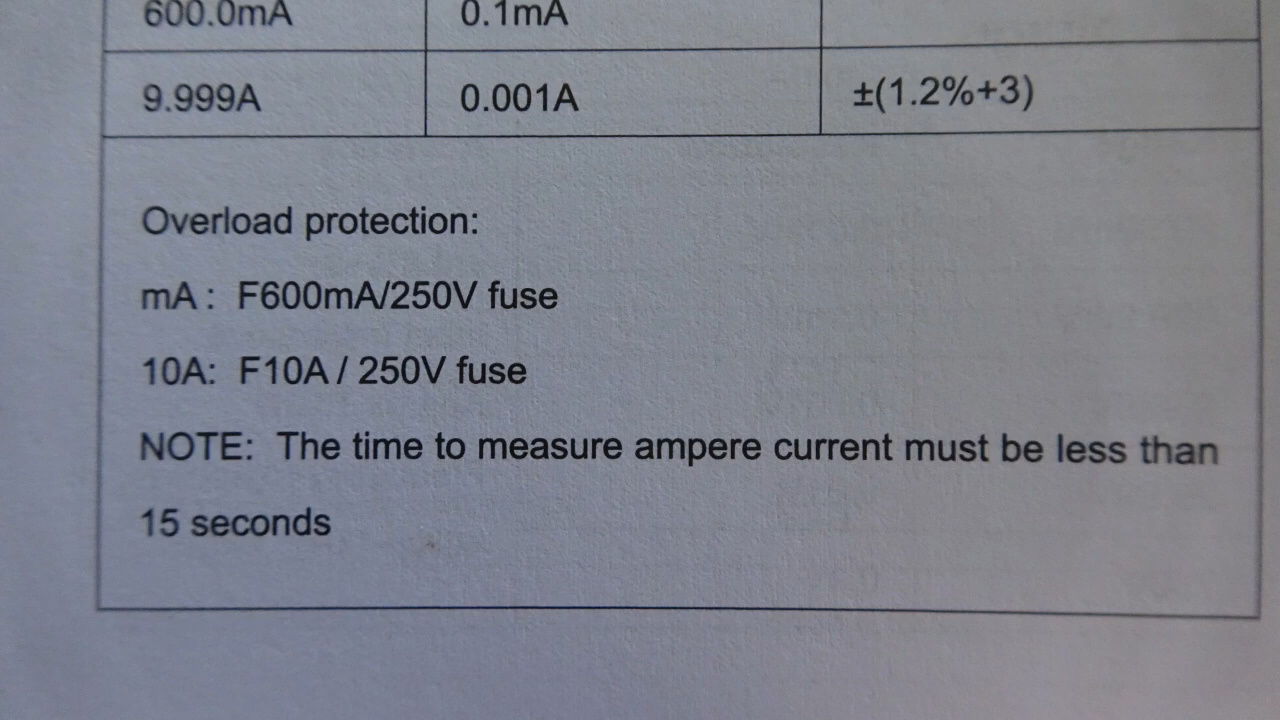 600.0mA 0.1mA
9.999A 0.001A ±(1.2%+3)
Overload protection:
mA : F600mA/250V fuse
10A: F10A / 250V fuse
NOTE: The time to measure ampere current must be less than
15 seconds